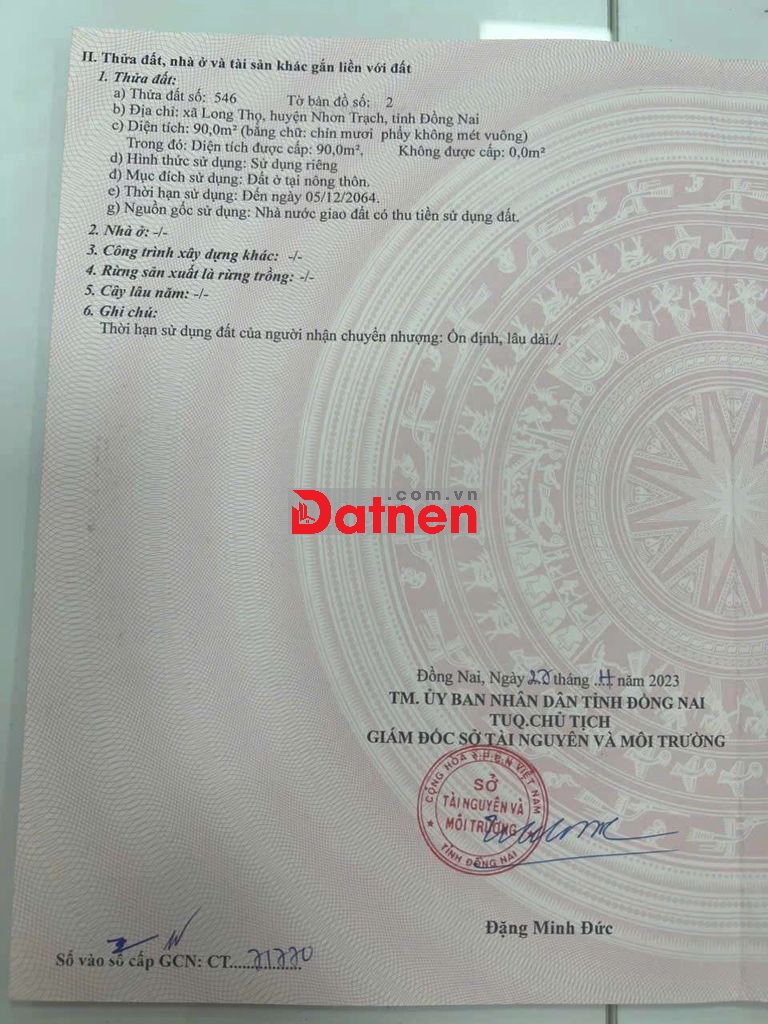 II. Thửa đất, nhà ở và tài sản khác gắn liền với đất
1. Thửa đất:
a) Thửa đất số: 546 Tờ bản đồ số: 2
b) Địa chỉ: xã Long Thọ, huyện Nhơn Trạch, tỉnh Đồng Nai
c) Diện tích: 90,0m² (bằng chữ: chín mươi phẩy không mét vuông)
Trong đó: Diện tích được cấp: 90,0m², Không được cấp: 0,0m²
d) Hình thức sử dụng: Sử dụng riêng
đ) Mục đích sử dụng: Đất ở tại nông thôn.
e) Thời hạn sử dụng: Đến ngày 05/12/2064.
g) Nguồn gốc sử dụng: Nhà nước giao đất có thu tiền sử dụng đất.
2. Nhà ở: -/-
3. Công trình xây dựng khác: -/-
4. Rừng sản xuất là rừng trồng: -/-
5. Cây lâu năm: -/-
6. Ghi chú:
Thời hạn sử dụng đất của người nhận chuyển nhượng: Ổn định, lâu dài./.
.com.vn
Datnen
Đồng Nai, Ngày tháng 11 năm 2023
TM. ỦY BAN NHÂN DÂN TỈNH ĐỒNG NAI
TUQ.CHỦ TỊCH
GIÁM ĐỐC SỞ TÀI NGUYÊN VÀ MÔI TRƯỜNG
CỘNG HÒA X.H.C.N VIỆT NAM
SỞ
TÀI NGUYÊN VÀ
MÔI TRƯỜNG
TỈNH ĐỒNG NAI
Đặng Minh Đức
Số vào sổ cấp GCN: CT